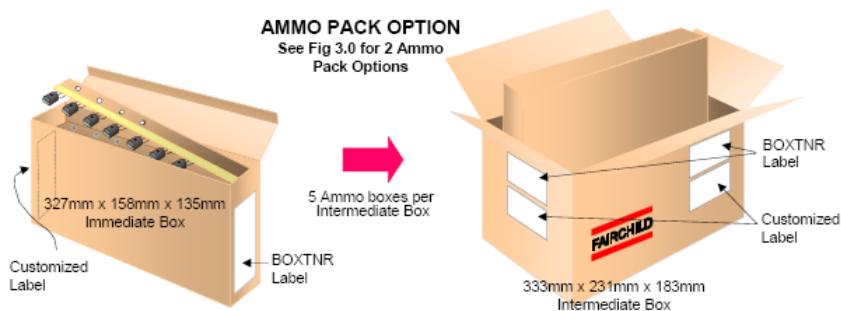 AMMO PACK OPTION
See Fig 3.0 for 2 Ammo
Pack Options
327mm x 158mm x 135mm
Immediate Box
Customized
Label
BOXTNR
Label
5 Ammo boxes per
Intermediate Box
BOXTNR
Label
Customized
Label
FAIRCHILD
333mm x 231mm x 183mm
Intermediate Box